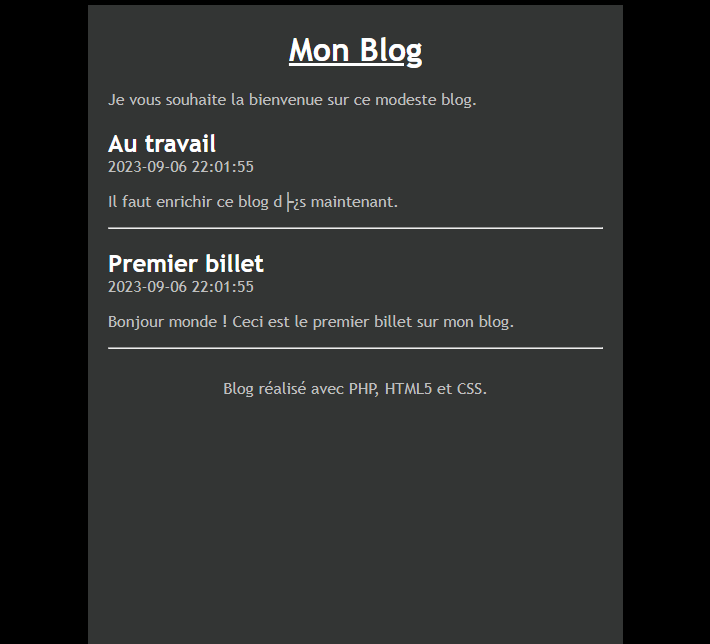 Mon Blog
Je vous souhaite la bienvenue sur ce modeste blog.
Au travail
2023-09-06 22:01:55
Il faut enrichir ce blog d├¿s maintenant.
Premier billet
2023-09-06 22:01:55
Bonjour monde ! Ceci est le premier billet sur mon blog.
Blog réalisé avec PHP, HTML5 et CSS.